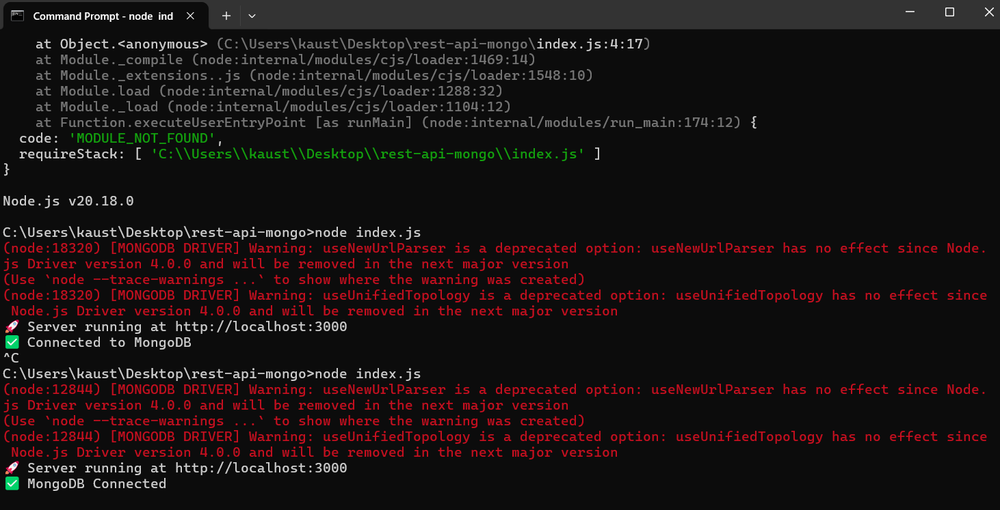 Command Prompt - node ind
at Object.<anonymous> (C:\Users\kaust\Desktop\rest-api-mongo\index.js:4:17)
at Module._compile (node:internal/modules/cjs/loader:1469:14)
at Module._extensions..js (node:internal/modules/cjs/loader:1548:10)
at Module.load (node:internal/modules/cjs/loader:1288:32)
at Module._load (node:internal/modules/cjs/loader:1104:12)
at Function.executeUserEntryPoint [as runMain] (node:internal/modules/run_main:174:12) {
code: 'MODULE_NOT_FOUND',
requireStack: [ 'C:\\Users\\kaust\\Desktop\\rest-api-mongo\\index.js' ]
}
Node.js v20.18.0
C:\Users\kaust\Desktop\rest-api-mongo>node index.js
(node:18320) [MONGODB DRIVER] Warning: useNewUrlParser is a deprecated option: useNewUrlParser has no effect since Node.
js Driver version 4.0.0 and will be removed in the next major version
(Use `node --trace-warnings ...` to show where the warning was created)
(node:18320) [MONGODB DRIVER] Warning: useUnifiedTopology is a deprecated option: useUnifiedTopology has no effect since
Node.js Driver version 4.0.0 and will be removed in the next major version
🚀 Server running at http://localhost:3000
✅ Connected to MongoDB
^C
C:\Users\kaust\Desktop\rest-api-mongo>node index.js
(node:12844) [MONGODB DRIVER] Warning: useNewUrlParser is a deprecated option: useNewUrlParser has no effect since Node.
js Driver version 4.0.0 and will be removed in the next major version
(Use `node --trace-warnings ...` to show where the warning was created)
(node:12844) [MONGODB DRIVER] Warning: useUnifiedTopology is a deprecated option: useUnifiedTopology has no effect since
Node.js Driver version 4.0.0 and will be removed in the next major version
🚀 Server running at http://localhost:3000
✅ MongoDB Connected